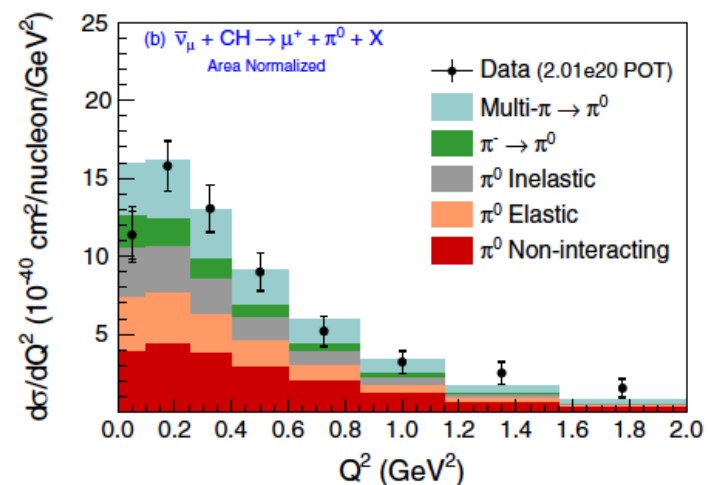 (b) ν̄μ + CH → μ⁺ + π⁰ + X
Area Normalized
Data (2.01e20 POT)
Multi-π → π⁰
π⁻ → π⁰
π⁰ Inelastic
π⁰ Elastic
π⁰ Non-interacting
dσ/dQ² (10⁻⁴⁰ cm²/nucleon/GeV²)
25
20
15
10
5
0.0 0.2 0.4 0.6 0.8 1.0 1.2 1.4 1.6 1.8 2.0
Q² (GeV²)